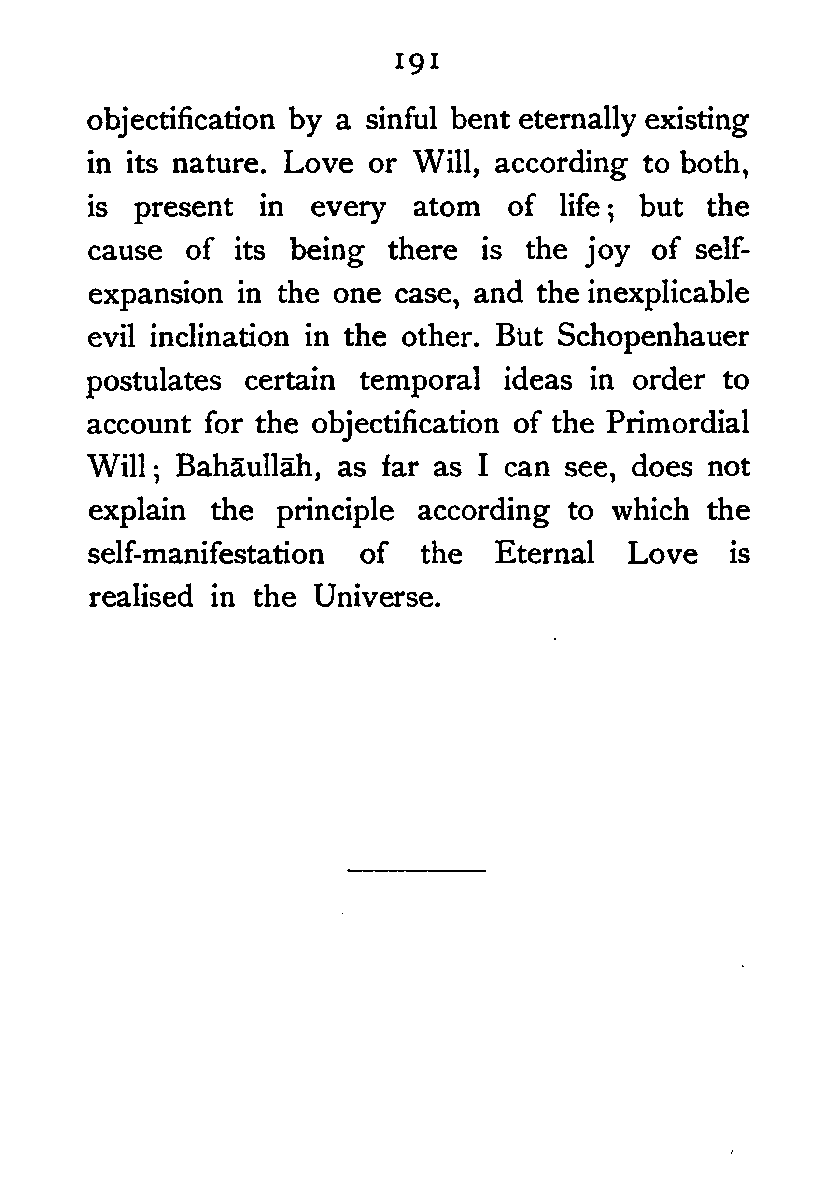 191
objectification by a sinful bent eternally existing
in its nature. Love or Will, according to both,
is present in every atom of life; but the
cause of its being there is the joy of self-
expansion in the one case, and the inexplicable
evil inclination in the other. But Schopenhauer
postulates certain temporal ideas in order to
account for the objectification of the Primordial
Will; Bahāullāh, as far as I can see, does not
explain the principle according to which the
self-manifestation of the Eternal Love is
realised in the Universe.